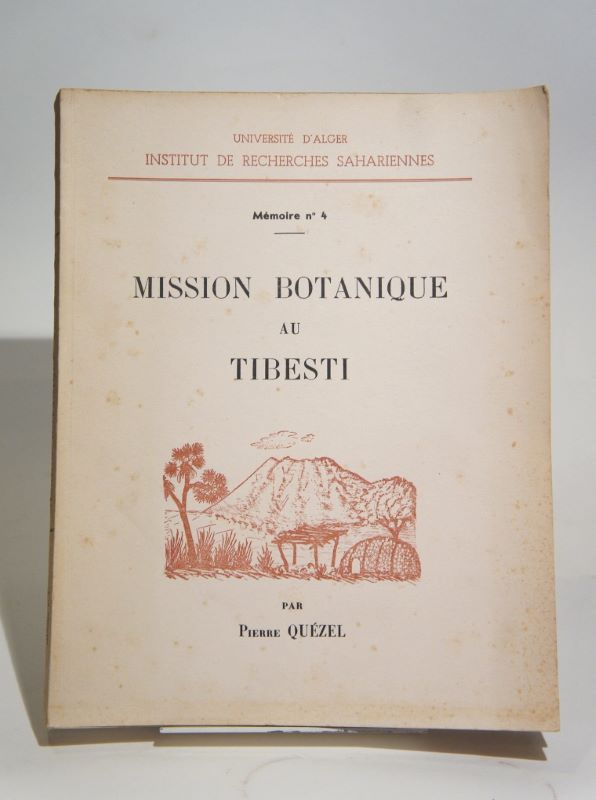 UNIVERSITÉ D'ALGER
INSTITUT DE RECHERCHES SAHARIENNES
Mémoire n° 4
MISSION BOTANIQUE
AU
TIBESTI
PAR
PIERRE QUÉZEL